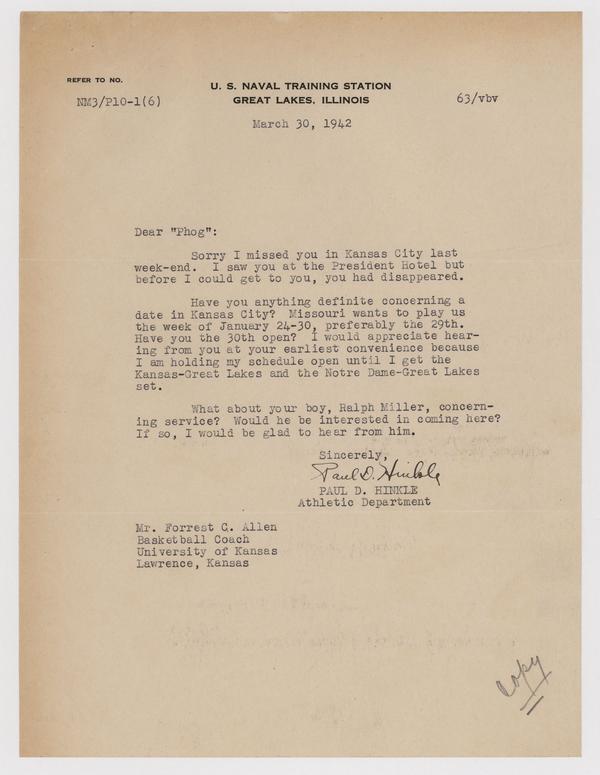 REFER TO NO.
NM3/P10-1(6)
U. S. NAVAL TRAINING STATION
GREAT LAKES, ILLINOIS
63/vbv
March 30, 1942
Dear "Phog":
Sorry I missed you in Kansas City last
week-end. I saw you at the President Hotel but
before I could get to you, you had disappeared.
Have you anything definite concerning a
date in Kansas City? Missouri wants to play us
the week of January 24-30, preferably the 29th.
Have you the 30th open? I would appreciate hear-
ing from you at your earliest convenience because
I am holding my schedule open until I get the
Kansas-Great Lakes and the Notre Dame-Great Lakes
set.
What about your boy, Ralph Miller, concern-
ing service? Would he be interested in coming here?
If so, I would be glad to hear from him.
Sincerely,
Paul D. Hinkle
PAUL D. HINKLE
Athletic Department
Mr. Forrest C. Allen
Basketball Coach
University of Kansas
Lawrence, Kansas
Copy